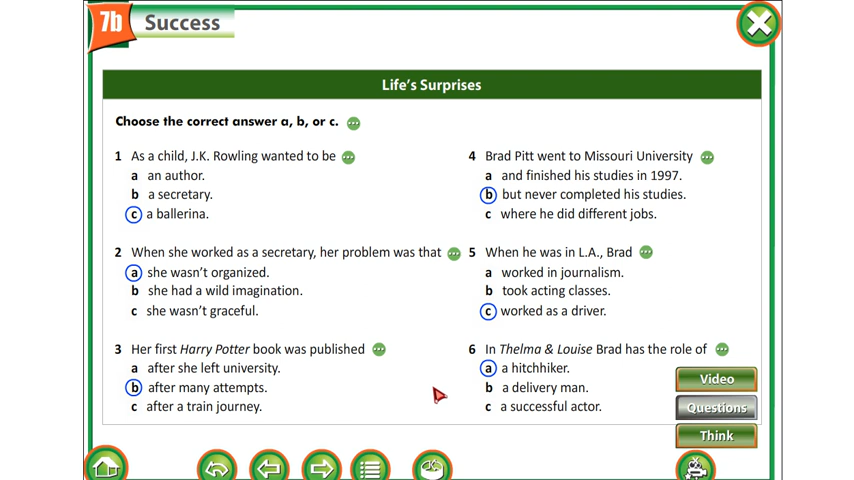 7b Success
Life's Surprises
Choose the correct answer a, b, or c.
1 As a child, J.K. Rowling wanted to be
a an author.
b a secretary.
c a ballerina.
2 When she worked as a secretary, her problem was that
a she wasn't organized.
b she had a wild imagination.
c she wasn't graceful.
3 Her first Harry Potter book was published
a after she left university.
b after many attempts.
c after a train journey.
4 Brad Pitt went to Missouri University
a and finished his studies in 1997.
b but never completed his studies.
c where he did different jobs.
5 When he was in L.A., Brad
a worked in journalism.
b took acting classes.
c worked as a driver.
6 In Thelma & Louise Brad has the role of
a a hitchhiker.
b a delivery man.
c a successful actor.
Video
Questions
Think